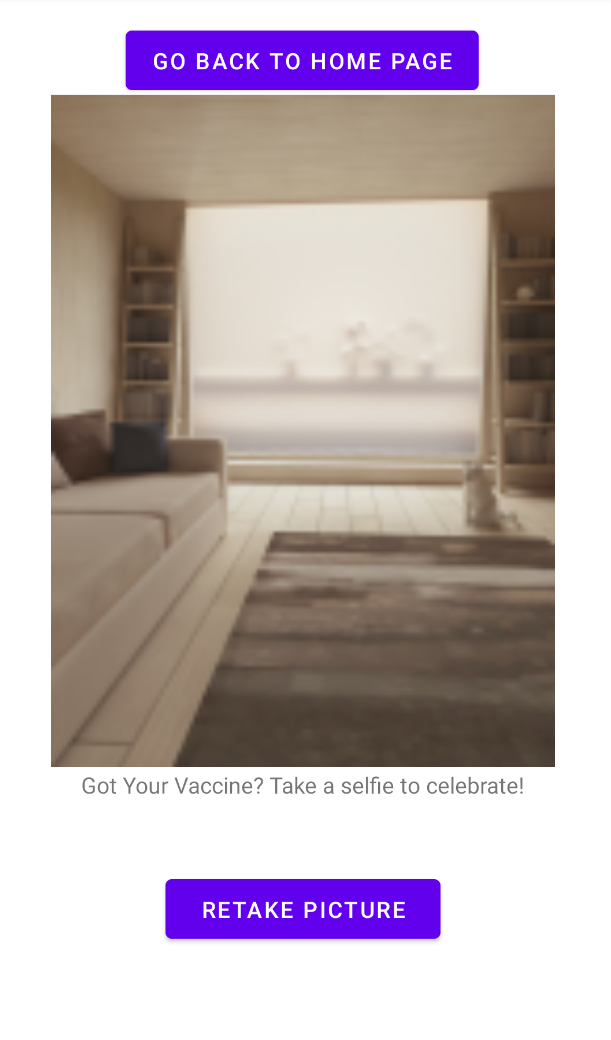 GO BACK TO HOME PAGE
Got Your Vaccine? Take a selfie to celebrate!
RETAKE PICTURE